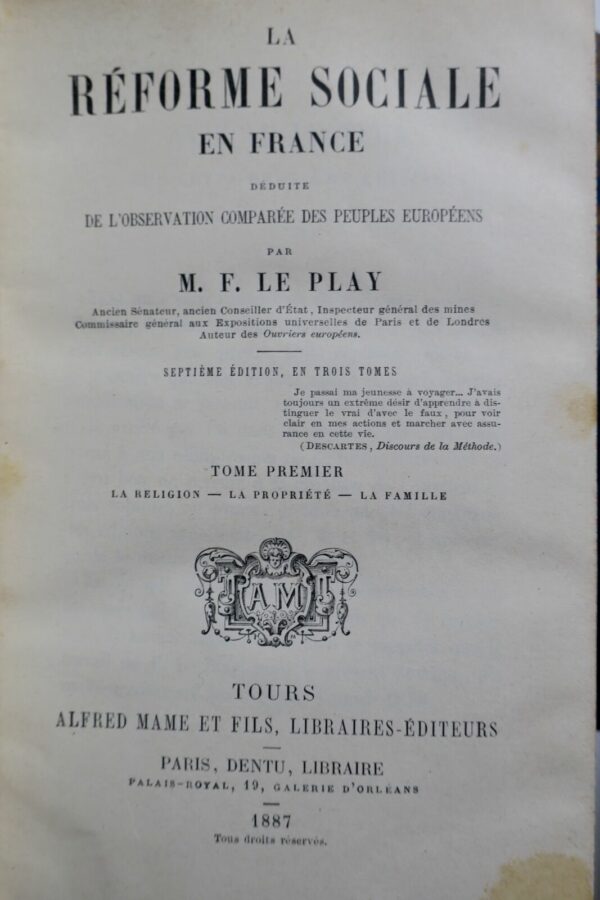 LA
RÉFORME SOCIALE
EN FRANCE
DÉDUITE
DE L'OBSERVATION COMPARÉE DES PEUPLES EUROPÉENS
PAR
M. F. LE PLAY
Ancien Sénateur, ancien Conseiller d'État, Inspecteur général des mines
Commissaire général aux Expositions universelles de Paris et de Londres
Auteur des Ouvriers européens.
SEPTIÈME ÉDITION, EN TROIS TOMES
Je passai ma jeunesse à voyager... J'avais
toujours un extrême désir d'apprendre à dis-
tinguer le vrai d'avec le faux, pour voir
clair en mes actions et marcher avec assu-
rance en cette vie.
(DESCARTES, Discours de la Méthode.)
TOME PREMIER
LA RELIGION — LA PROPRIÉTÉ — LA FAMILLE
A M
TOURS
ALFRED MAME ET FILS, LIBRAIRES-ÉDITEURS
PARIS, DENTU, LIBRAIRE
PALAIS-ROYAL, 19, GALERIE D'ORLÉANS
1887
Tous droits réservés.